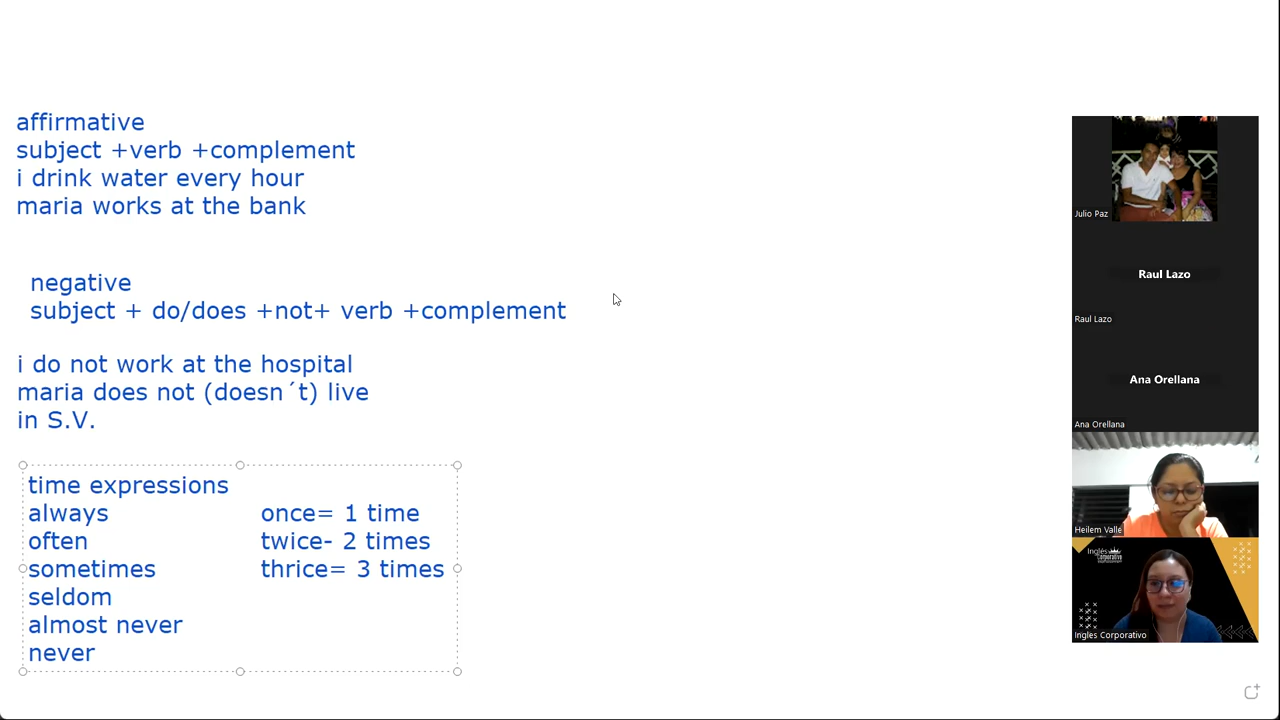 affirmative
subject +verb +complement
i drink water every hour
maria works at the bank
negative
subject + do/does +not+ verb +complement
i do not work at the hospital
maria does not (doesn´t) live
in S.V.
time expressions
always once= 1 time
often twice- 2 times
sometimes thrice= 3 times
seldom
almost never
never
Julio Paz
Raul Lazo
Raul Lazo
Ana Orellana
Ana Orellana
Heilem Valle
Inglés
Corporativo
Ingles Corporativo